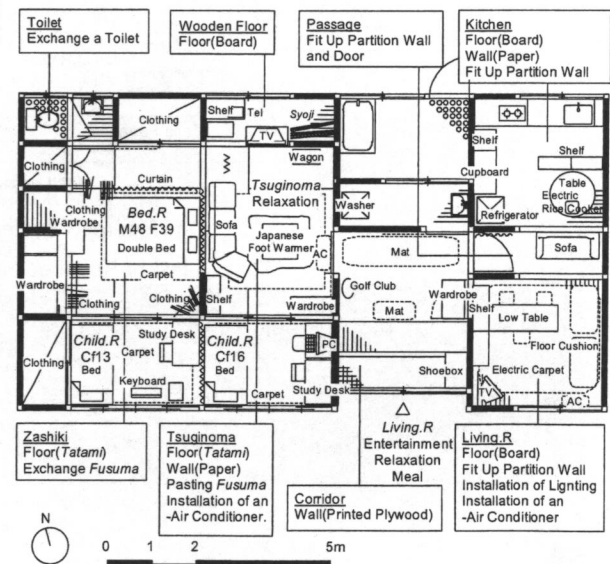 Toilet
Exchange a Toilet
Wooden Floor
Floor(Board)
Passage
Fit Up Partition Wall
and Door
Kitchen
Floor(Board)
Wall(Paper)
Fit Up Partition Wall
Clothing
Shelf
Tel
Syoji
TV
Wagon
Shelf
Cupboard
Shelf
Table
Electric
Rice Cooker
Refrigerator
Clothing
Curtain
Clothing
Wardrobe
Bed.R
M48 F39
Double Bed
Carpet
Tsuginoma
Relaxation
Sofa
Japanese
Foot Warmer
AC
Washer
Mat
Golf Club
Mat
Wardrobe
Sofa
Wardrobe
Clothing
Clothing
Shelf
Wardrobe
Shelf
Low Table
Floor Cushion
Electric Carpet
TV
AC
Clothing
Child.R
Cf13
Bed
Study Desk
Carpet
Keyboard
Child.R
Cf16
Bed
PC
Carpet
Study Desk
Shoebox
Living.R
Entertainment
Relaxation
Meal
Zashiki
Floor(Tatami)
Exchange Fusuma
Tsuginoma
Floor(Tatami)
Wall(Paper)
Pasting Fusuma
Installation of an
-Air Conditioner.
Corridor
Wall(Printed Plywood)
Living.R
Floor(Board)
Fit Up Partition Wall
Installation of Lignting
Installation of an
-Air Conditioner
N
0 1 2 5m